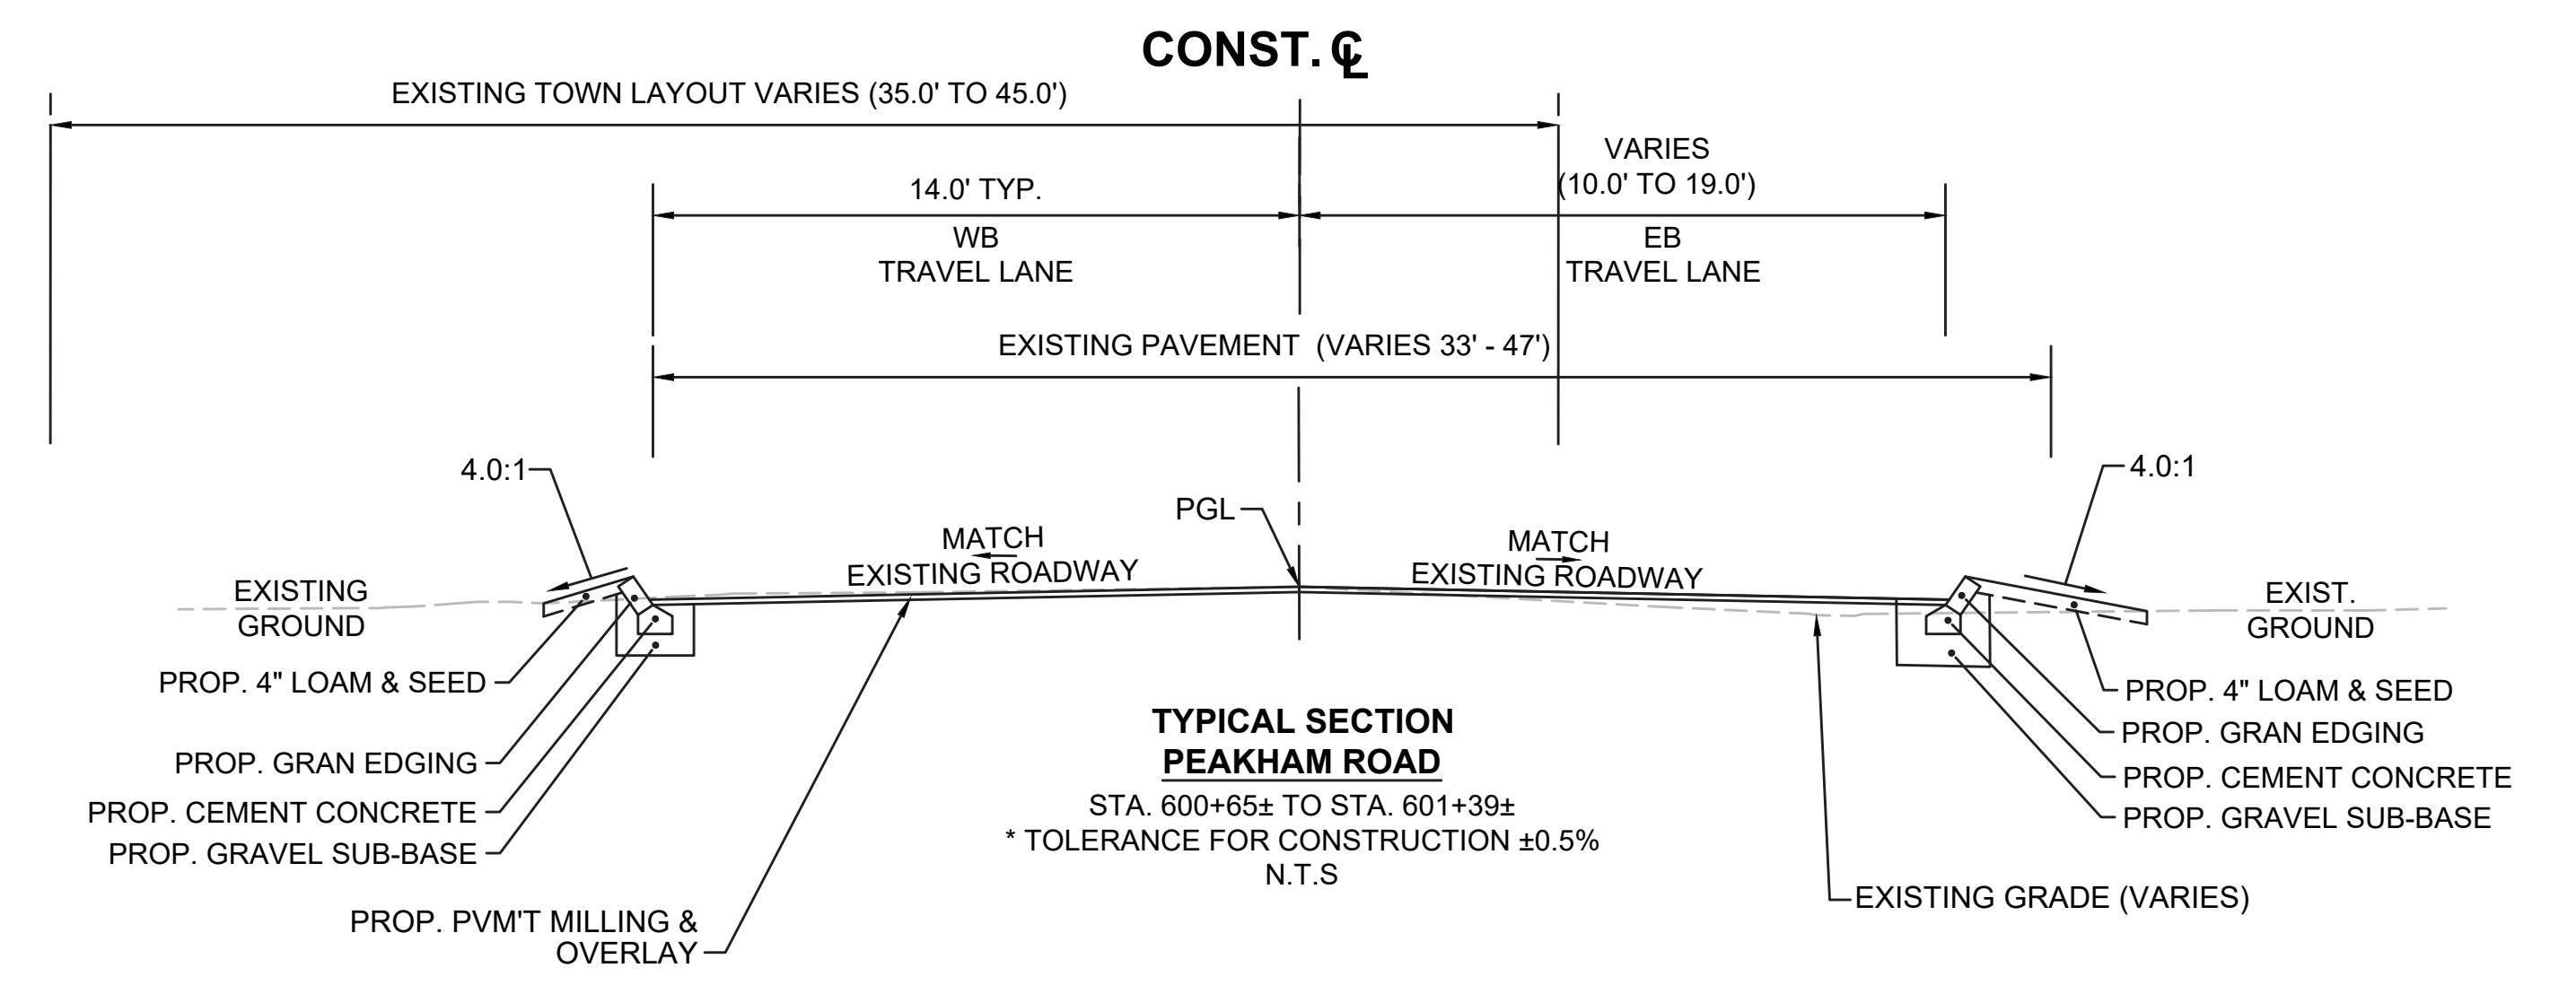 CONST. ℄
EXISTING TOWN LAYOUT VARIES (35.0' TO 45.0')
VARIES
(10.0' TO 19.0')
14.0' TYP.
WB
TRAVEL LANE
EB
TRAVEL LANE
EXISTING PAVEMENT (VARIES 33' - 47')
4.0:1
4.0:1
PGL
MATCH
EXISTING ROADWAY
MATCH
EXISTING ROADWAY
EXISTING
GROUND
EXIST.
GROUND
PROP. 4" LOAM & SEED
PROP. GRAN EDGING
PROP. CEMENT CONCRETE
PROP. GRAVEL SUB-BASE
PROP. PVM'T MILLING &
OVERLAY
TYPICAL SECTION
PEAKHAM ROAD
STA. 600+65± TO STA. 601+39±
* TOLERANCE FOR CONSTRUCTION ±0.5%
N.T.S
PROP. 4" LOAM & SEED
PROP. GRAN EDGING
PROP. CEMENT CONCRETE
PROP. GRAVEL SUB-BASE
EXISTING GRADE (VARIES)